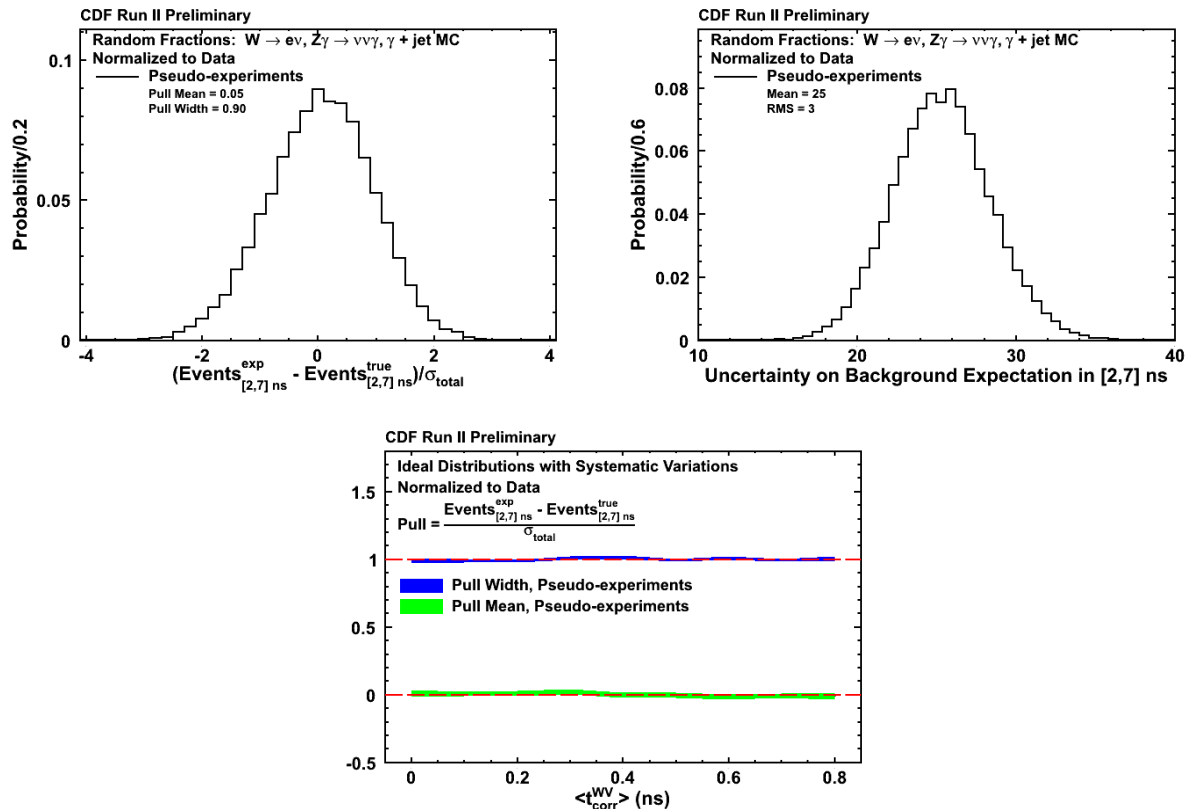 CDF Run II Preliminary
Random Fractions: W → eν, Zγ → ννγ, γ + jet MC
Normalized to Data
Pseudo-experiments
Pull Mean = 0.05
Pull Width = 0.90
0.1
0.05
0
Probability/0.2
-4 -2 0 2 4
(Events^exp_[2,7] ns - Events^true_[2,7] ns)/σ_total
CDF Run II Preliminary
Random Fractions: W → eν, Zγ → ννγ, γ + jet MC
Normalized to Data
Pseudo-experiments
Mean = 25
RMS = 3
0.08
0.06
0.04
0.02
0
Probability/0.6
10 20 30 40
Uncertainty on Background Expectation in [2,7] ns
CDF Run II Preliminary
Ideal Distributions with Systematic Variations
Normalized to Data
Pull = (Events^exp_[2,7] ns - Events^true_[2,7] ns)/σ_total
Pull Width, Pseudo-experiments
Pull Mean, Pseudo-experiments
1.5
1
0.5
0
-0.5
0 0.2 0.4 0.6 0.8
<t^WV_corr> (ns)